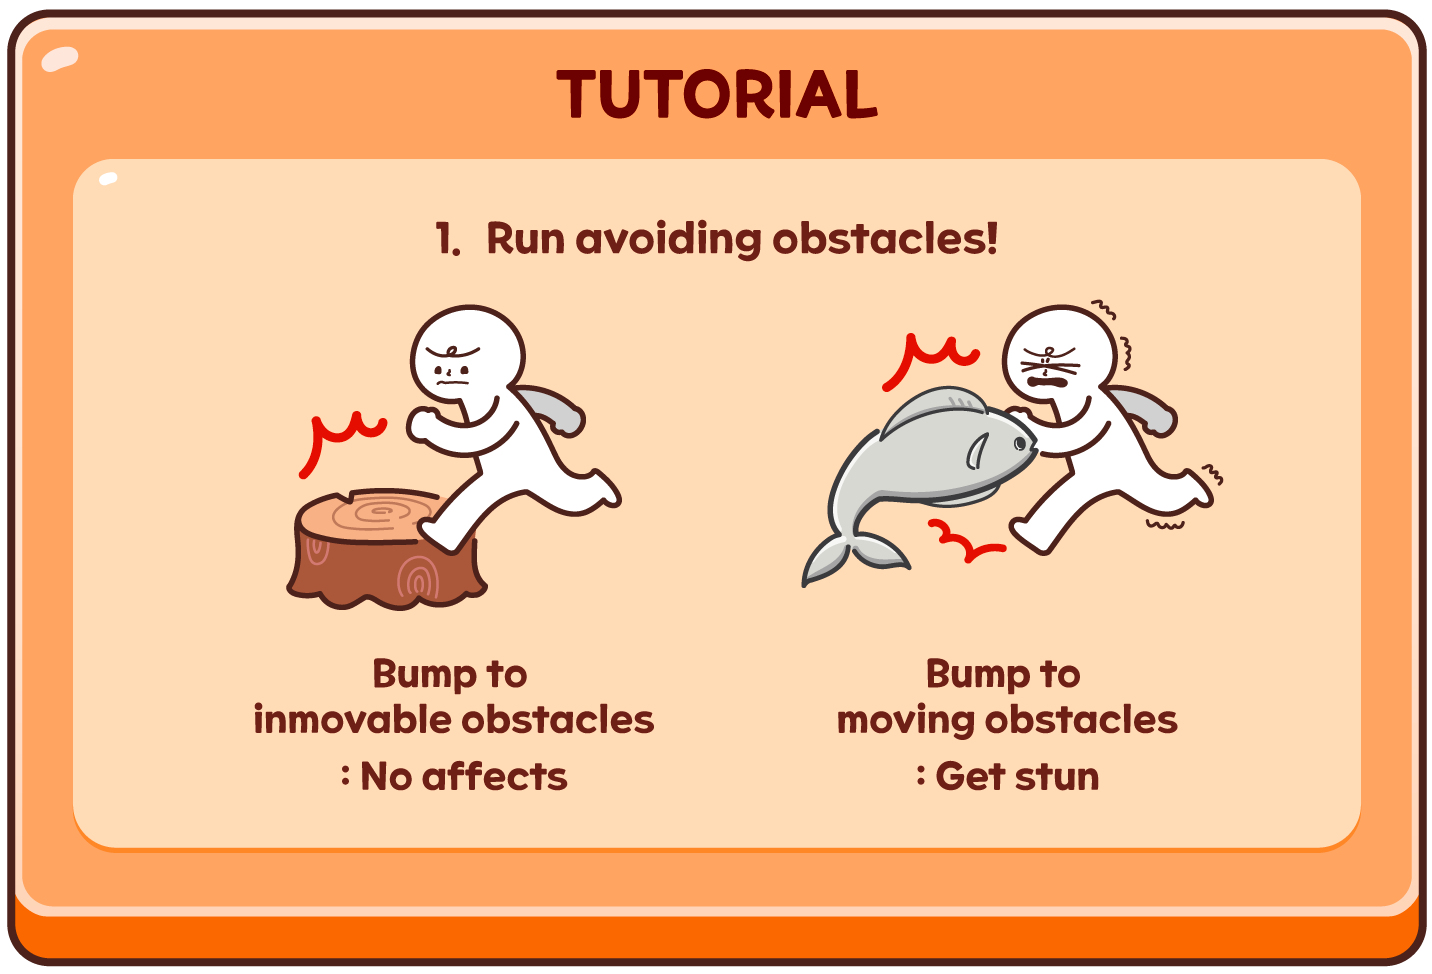 TUTORIAL
1. Run avoiding obstacles!
Bump to
inmovable obstacles
: No affects
Bump to
moving obstacles
: Get stun